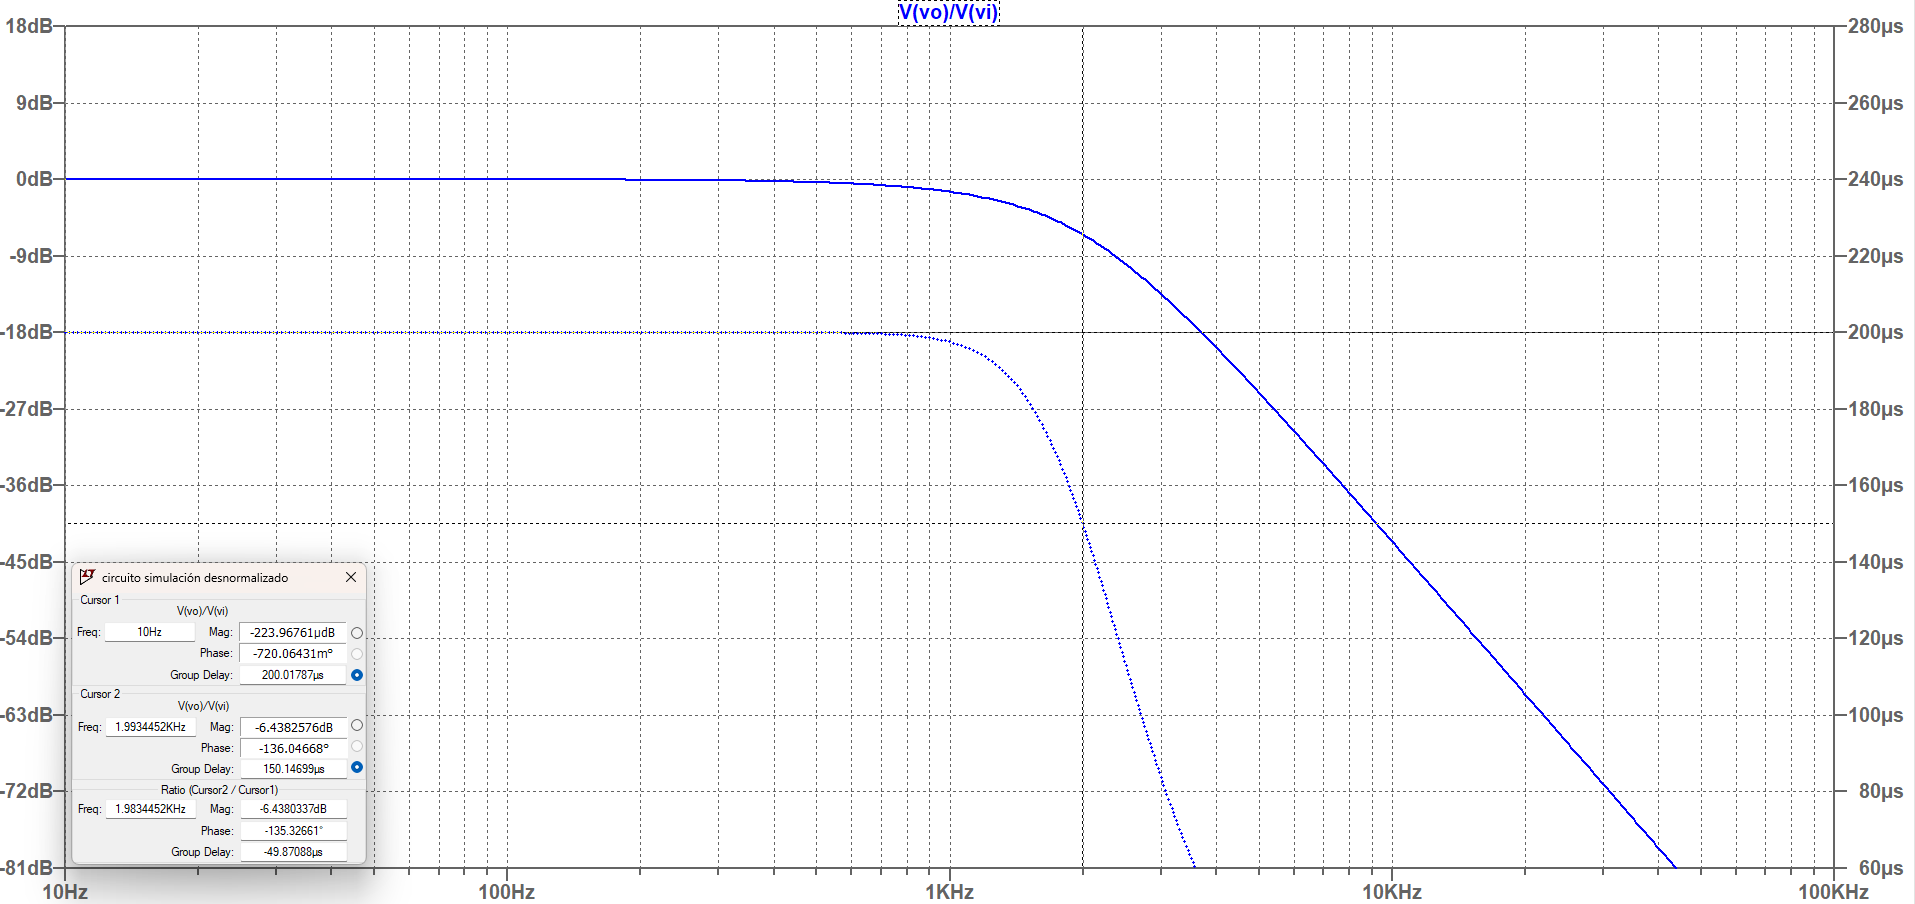 V(vo)/V(vi)
18dB
9dB
0dB
-9dB
-18dB
-27dB
-36dB
-45dB
-54dB
-63dB
-72dB
-81dB
280µs
260µs
240µs
220µs
200µs
180µs
160µs
140µs
120µs
100µs
80µs
60µs
circuito simulación desnormalizado
Cursor 1
V(vo)/V(vi)
Freq: 10Hz Mag: -223.96761µdB
Phase: -720.06431m°
Group Delay: 200.01787µs
Cursor 2
V(vo)/V(vi)
Freq: 1.9934452KHz Mag: -6.4382576dB
Phase: -136.04668°
Group Delay: 150.14699µs
Ratio (Cursor2 / Cursor1)
Freq: 1.9834452KHz Mag: -6.4380337dB
Phase: -135.32661°
Group Delay: -49.87088µs
10Hz 100Hz 1KHz 10KHz 100KHz